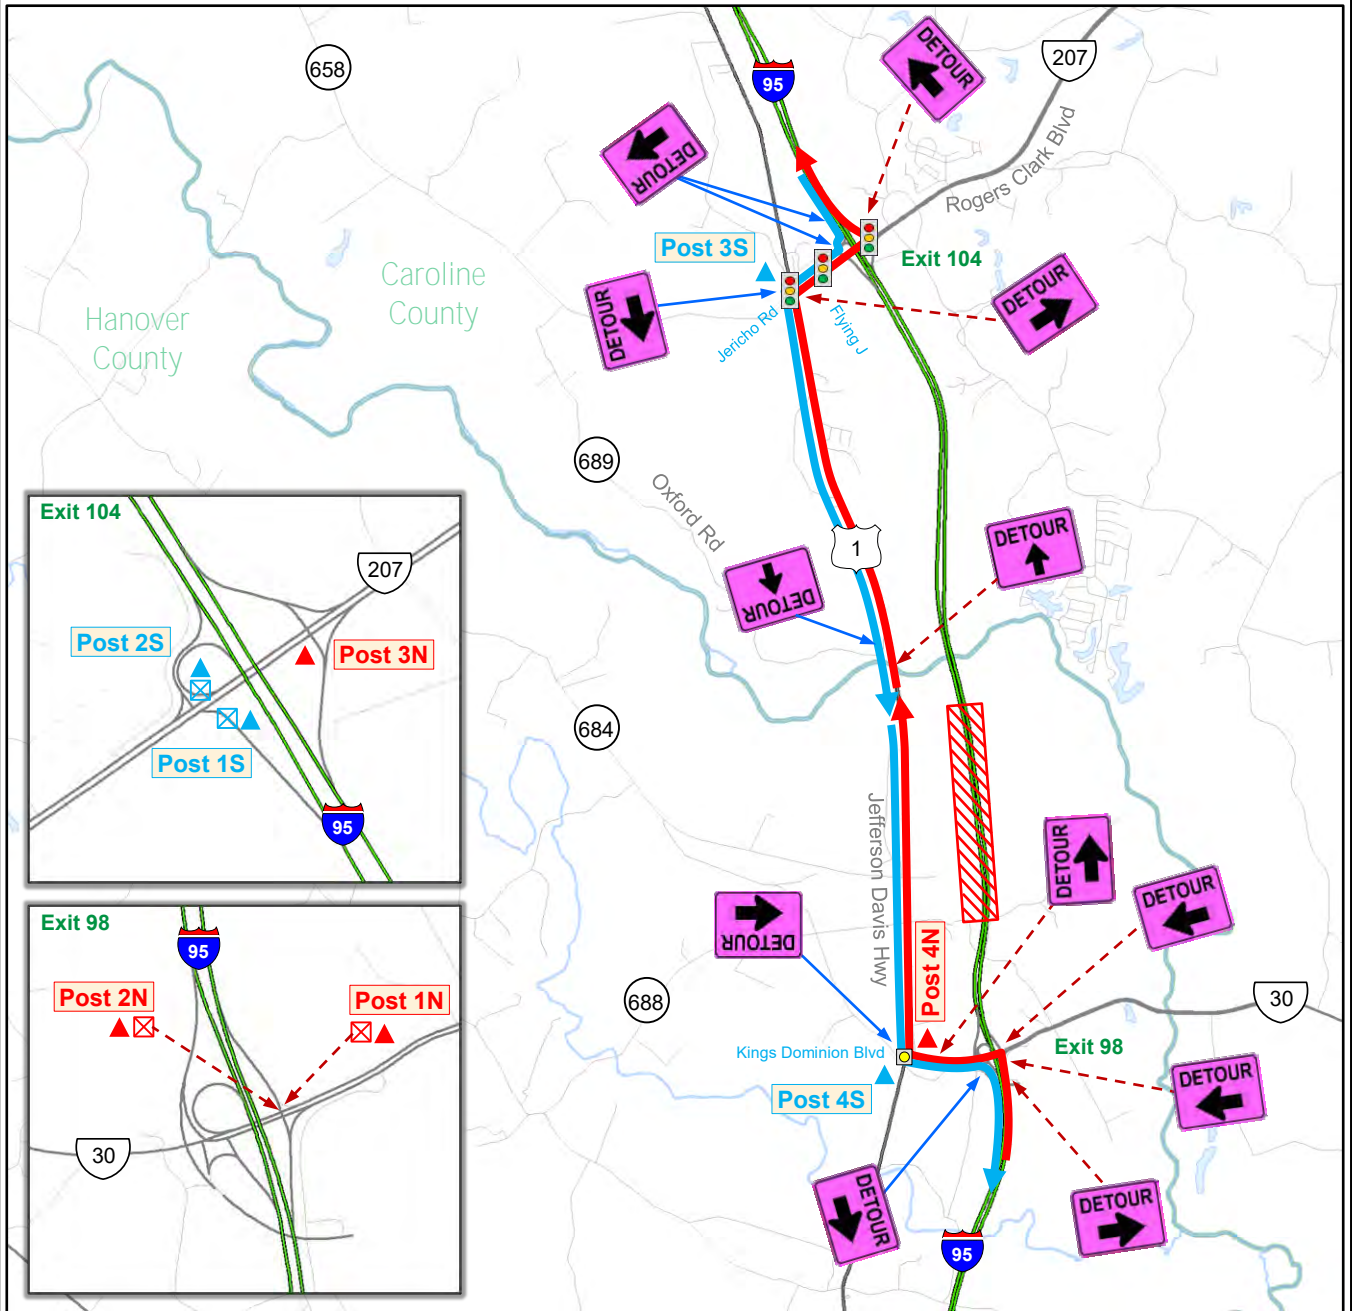 658
95
DETOUR
207
DETOUR
Rogers Clark Blvd
Post 3S
Exit 104
Caroline
County
DETOUR
DETOUR
Hanover
County
Jericho Rd
Flying J
689
Oxford Rd
1
DETOUR
DETOUR
Exit 104
207
Post 2S
Post 3N
Post 1S
95
684
Jefferson Davis Hwy
DETOUR
DETOUR
DETOUR
Post 4N
688
30
Kings Dominion Blvd
Exit 98
Post 4S
DETOUR
DETOUR
DETOUR
95
Exit 98
95
Post 2N
Post 1N
30